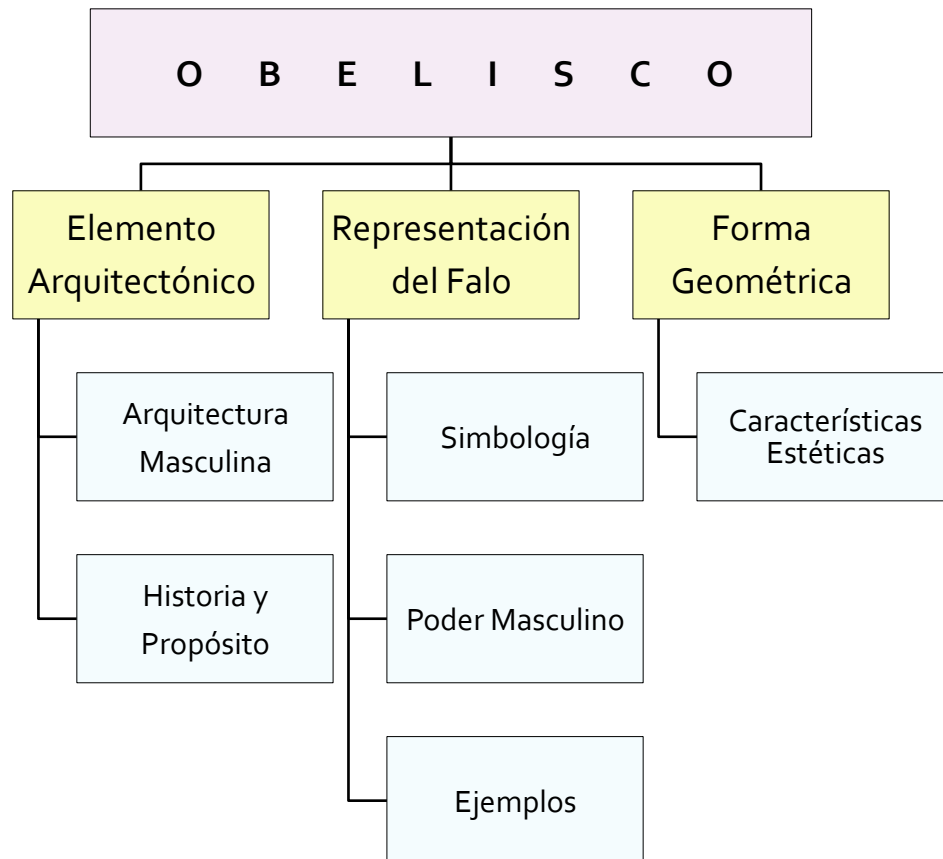 O B E L I S C O
Elemento
Arquitectónico
Representación
del Falo
Forma
Geométrica
Arquitectura
Masculina
Simbología
Características
Estéticas
Historia y
Propósito
Poder Masculino
Ejemplos